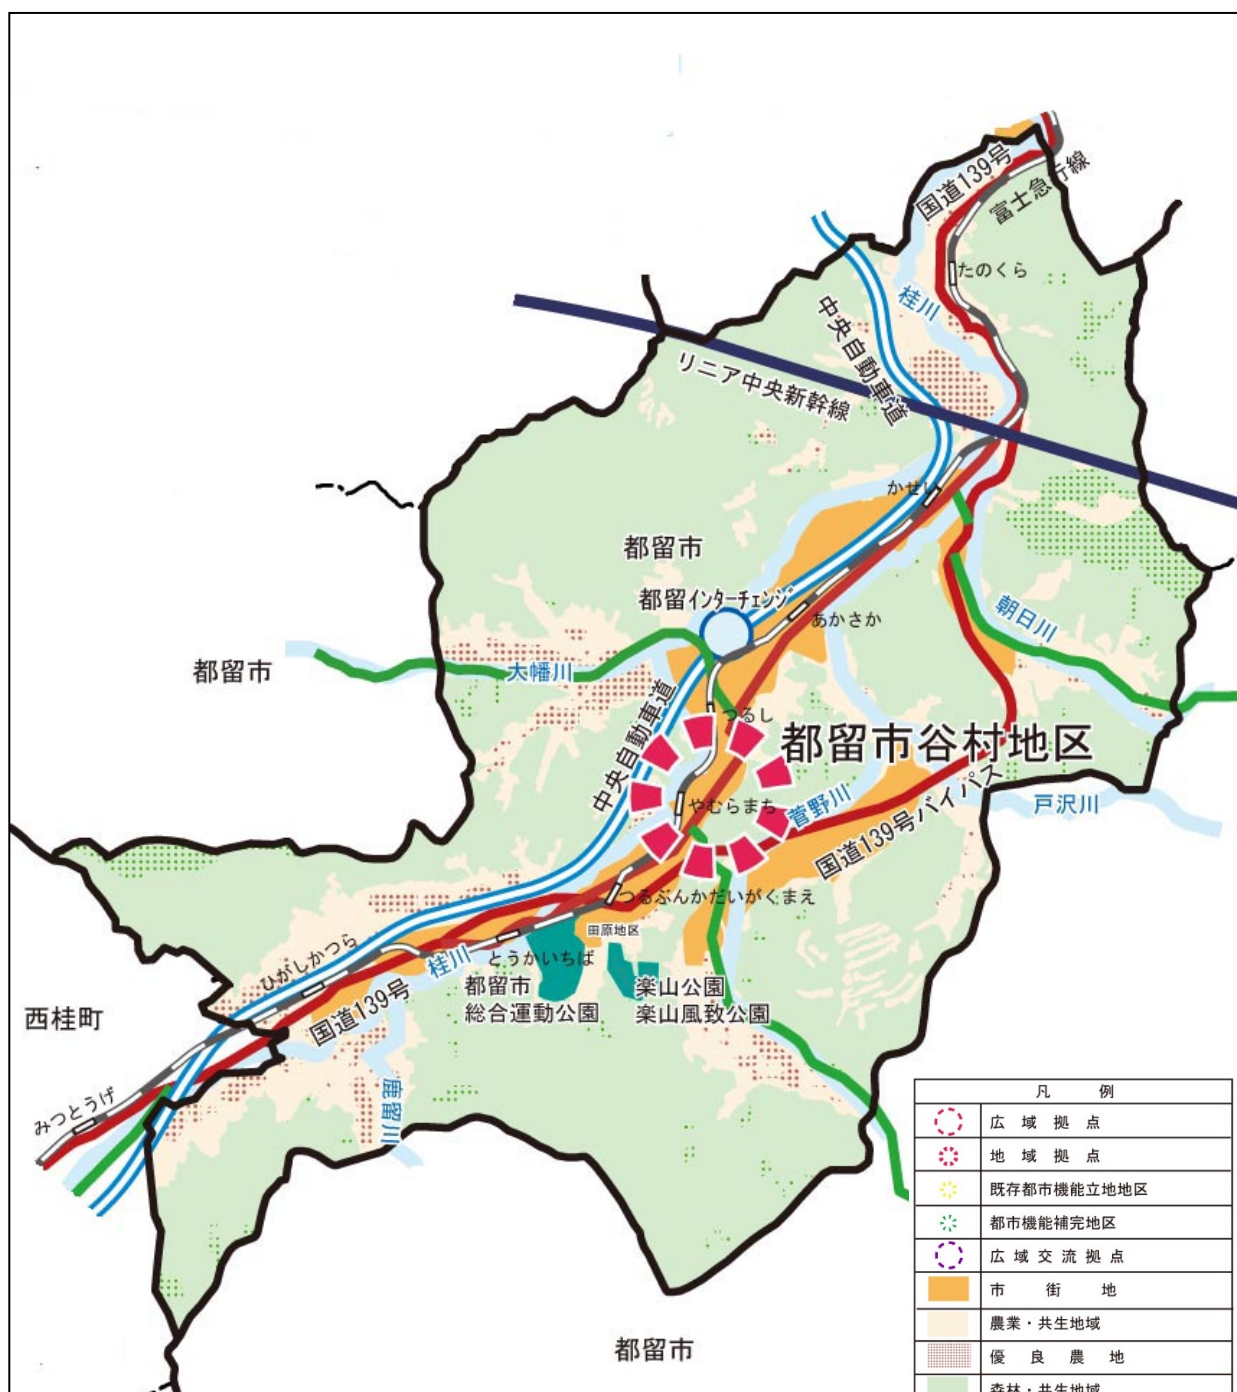 国道139号
富士急行線
たのくら
桂川
中央自動車道
リニア中央新幹線
かせい
都留市
都留インターチェンジ
あかさか
朝日川
都留市
大幡川
中央自動車道
つるし
都留市谷村地区
やむらまち
菅野川
国道139号バイパス
戸沢川
つるぶんかだいがくまえ
田原地区
ひがしかつら
桂川
とうかいちば
都留市
総合運動公園
楽山公園
楽山風致公園
国道139号
西桂町
みつとうげ
鹿留川
都留市
凡 例
広 域 拠 点
地 域 拠 点
既存都市機能立地地区
都市機能補完地区
広 域 交 流 拠 点
市 街 地
農業・共生地域
優 良 農 地
森林・共生地域